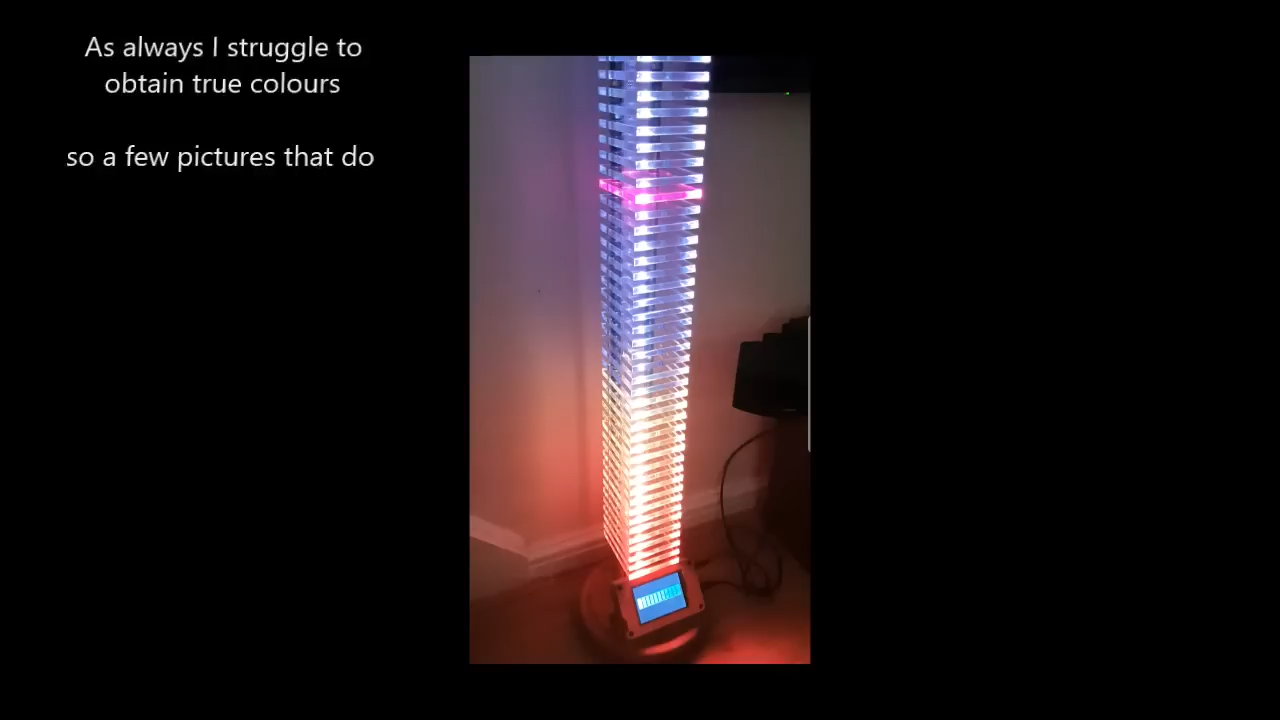 As always I struggle to
obtain true colours
so a few pictures that do